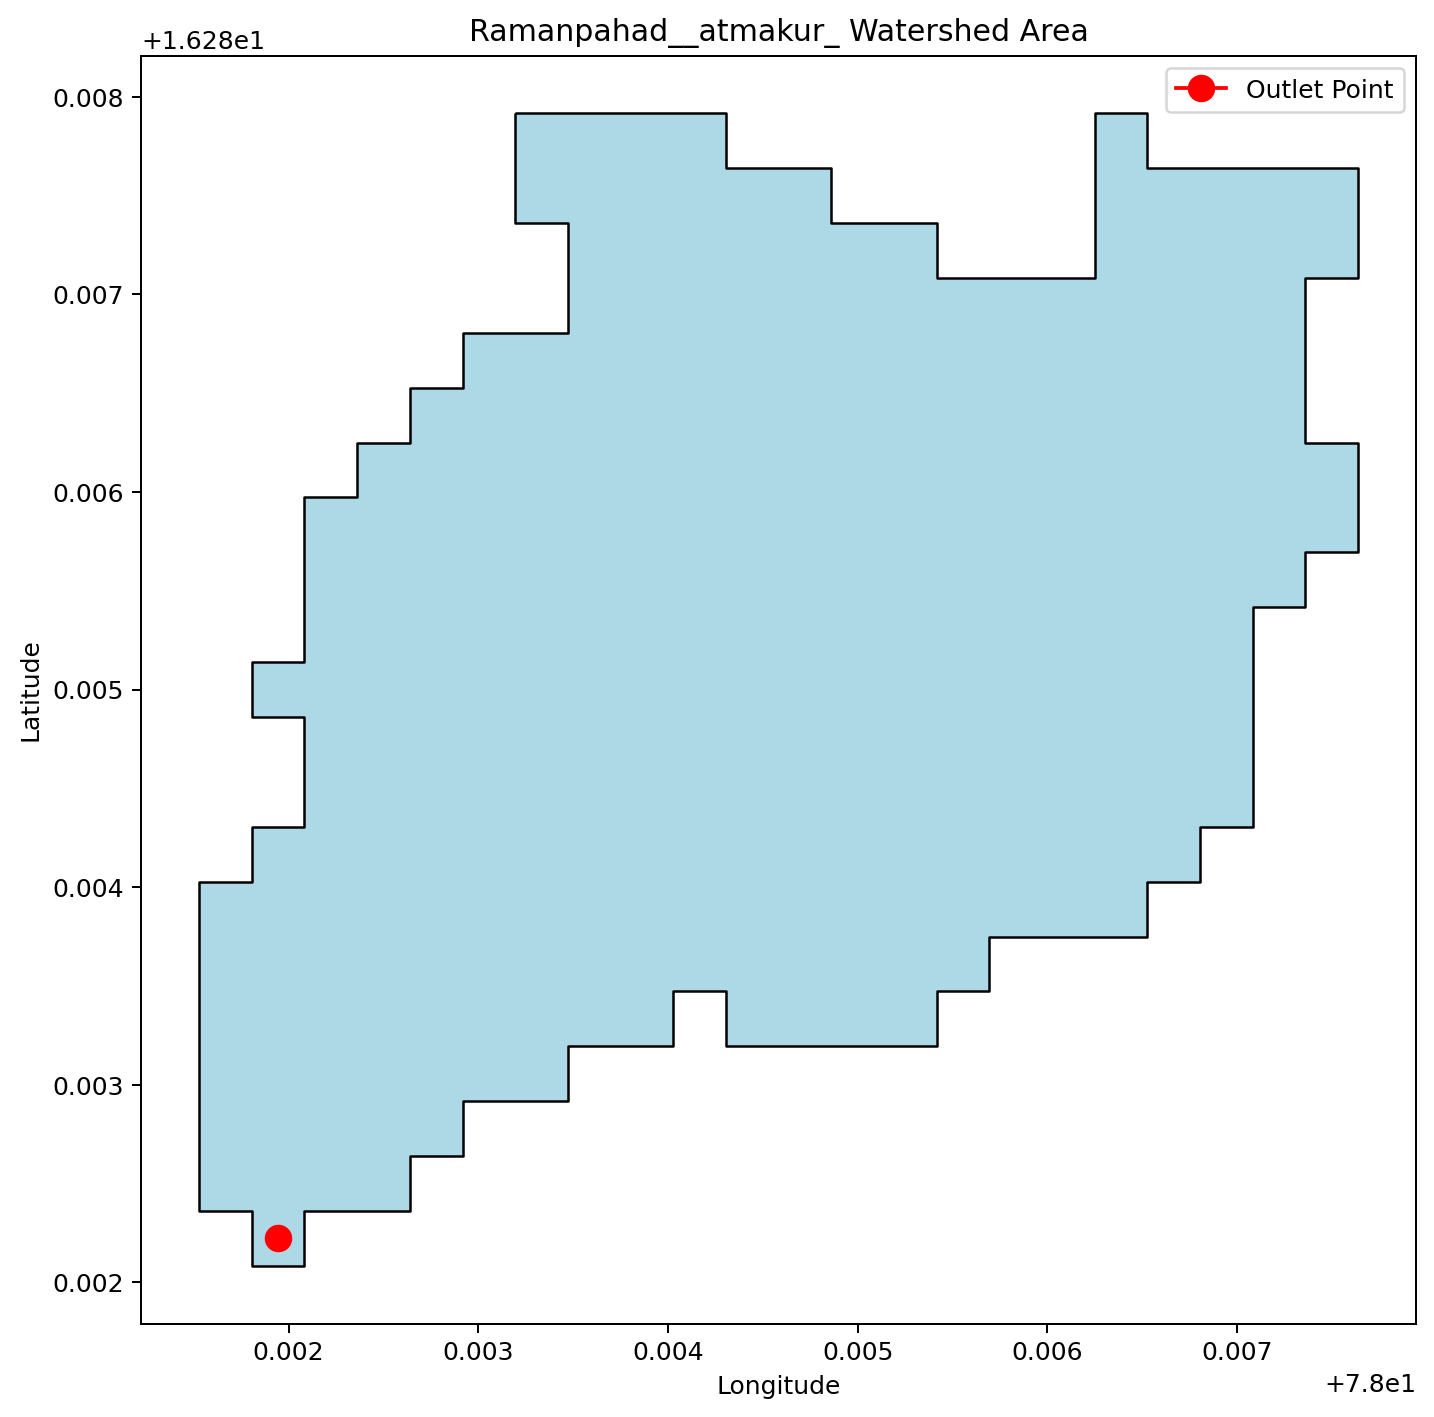 Ramanpahad__atmakur_ Watershed Area
+1.628e1
Outlet Point
0.008
0.007
0.006
0.005
0.004
0.003
0.002
Latitude
0.002 0.003 0.004 0.005 0.006 0.007
+7.8e1
Longitude